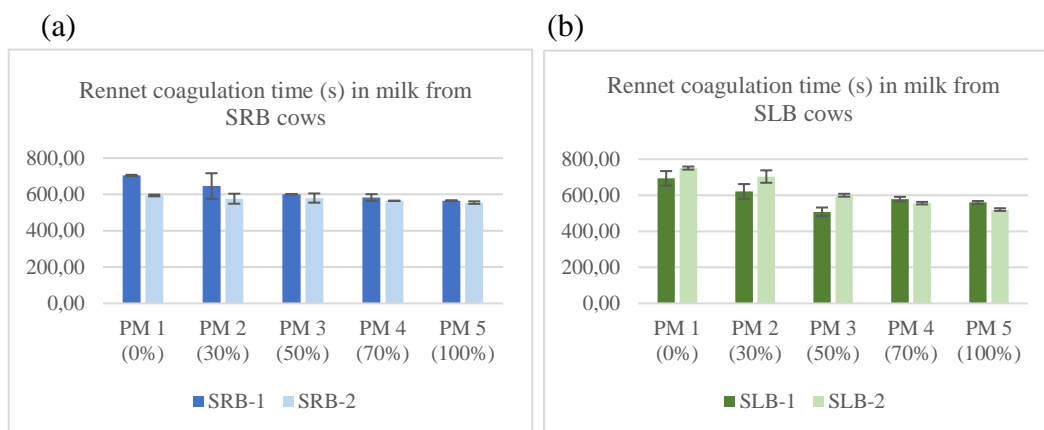 (a)
Rennet coagulation time (s) in milk from
SRB cows
800,00
600,00
400,00
200,00
0,00
PM 1 PM 2 PM 3 PM 4 PM 5
(0%) (30%) (50%) (70%) (100%)
SRB-1 SRB-2
(b)
Rennet coagulation time (s) in milk from
SLB cows
800,00
600,00
400,00
200,00
0,00
PM 1 PM 2 PM 3 PM 4 PM 5
(0%) (30%) (50%) (70%) (100%)
SLB-1 SLB-2